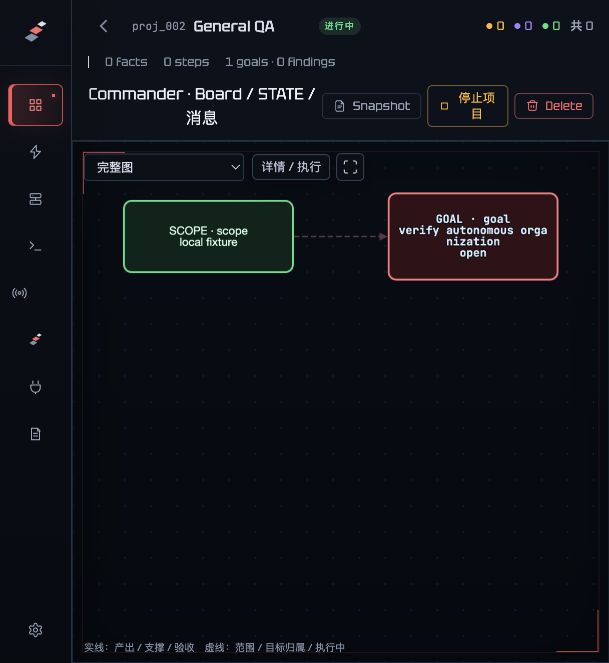 proj_002 General QA 进行中 0 0 0 共 0
0 facts 0 steps 1 goals · 0 findings
Commander · Board / STATE /
消息
Snapshot
停止项
目
Delete
完整图
详情 / 执行
SCOPE · scope
local fixture
GOAL · goal
verify autonomous orga
nization
open
实线：产出 / 支撑 / 验收 虚线：范围 / 目标归属 / 执行中